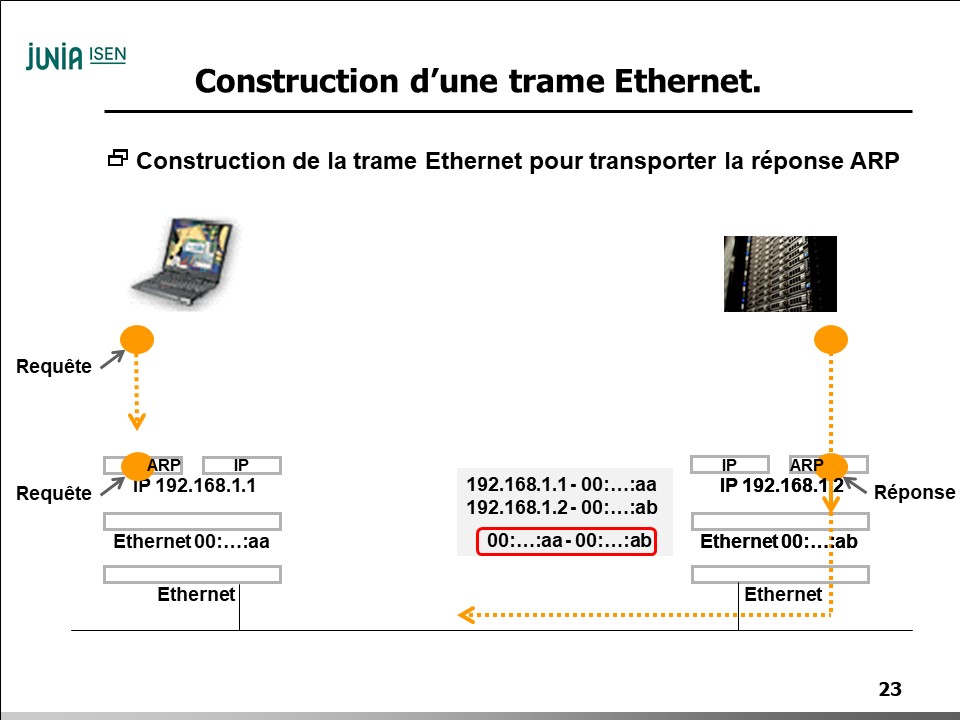 JUNIA ISEN
Construction d’une trame Ethernet.
Construction de la trame Ethernet pour transporter la réponse ARP
Requête
ARP
IP
Requête
IP 192.168.1.1
Ethernet 00:…:aa
Ethernet
192.168.1.1 - 00:…:aa
192.168.1.2 - 00:…:ab
00:…:aa - 00:…:ab
IP
ARP
IP 192.168.1.2
Réponse
Ethernet 00:…:ab
Ethernet
23